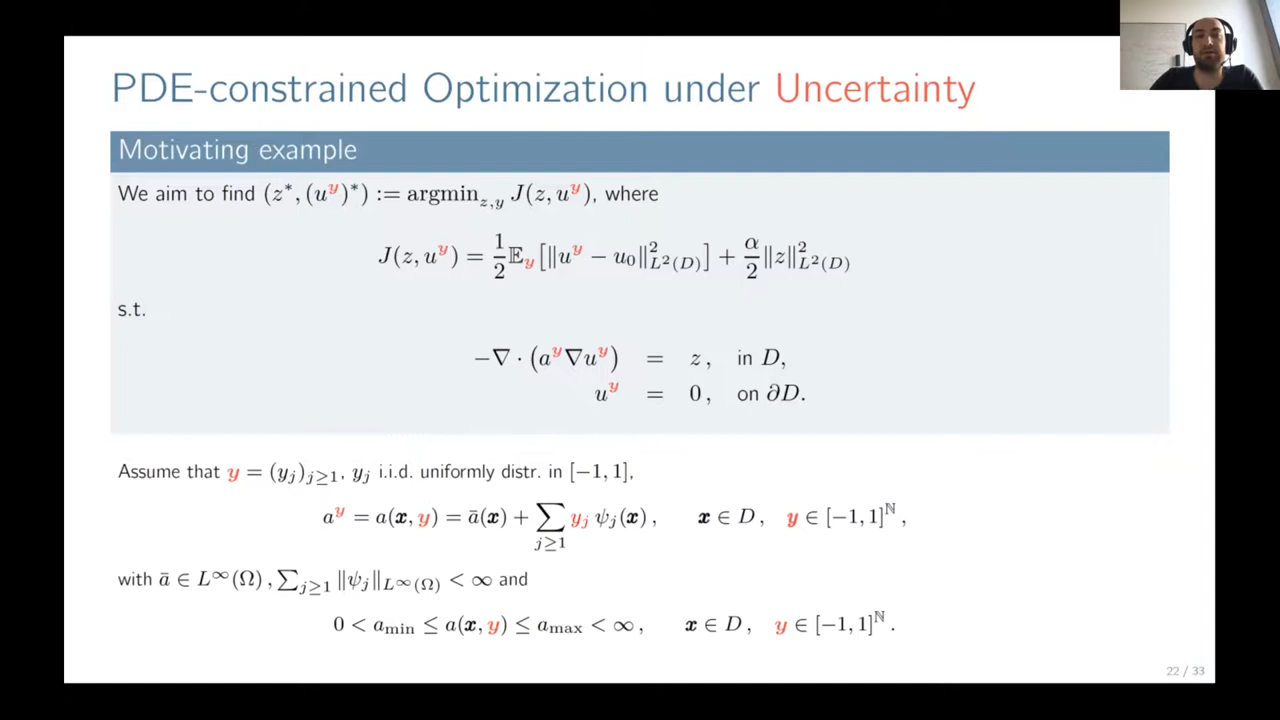 PDE-constrained Optimization under Uncertainty
Motivating example
We aim to find (z*, (u^y)*) := argmin_{z,y} J(z, u^y), where
J(z, u^y) = \frac{1}{2} 𝔼_y [‖u^y − u_0‖²_{L²(D)}] + \frac{α}{2} ‖z‖²_{L²(D)}
s.t.
−∇ · (a^y ∇u^y) = z, in D,
u^y = 0, on ∂D.
Assume that y = (y_j)_{j≥1}, y_j i.i.d. uniformly distr. in [−1, 1],
a^y = a(x, y) = ā(x) + ∑_{j≥1} y_j ψ_j(x), x ∈ D, y ∈ [−1, 1]^ℕ,
with ā ∈ L^∞(Ω), ∑_{j≥1} ‖ψ_j‖_{L^∞(Ω)} < ∞ and
0 < a_min ≤ a(x, y) ≤ a_max < ∞, x ∈ D, y ∈ [−1, 1]^ℕ.
22 / 33